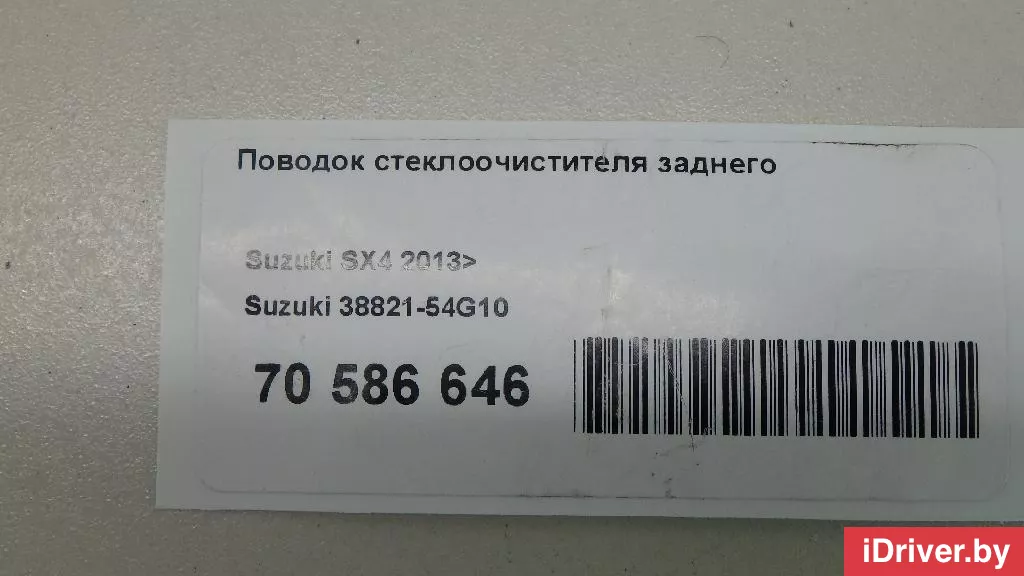 Поводок стеклоочистителя заднего
Suzuki SX4 2013>
Suzuki 38821-54G10
70 586 646
iDriver.by